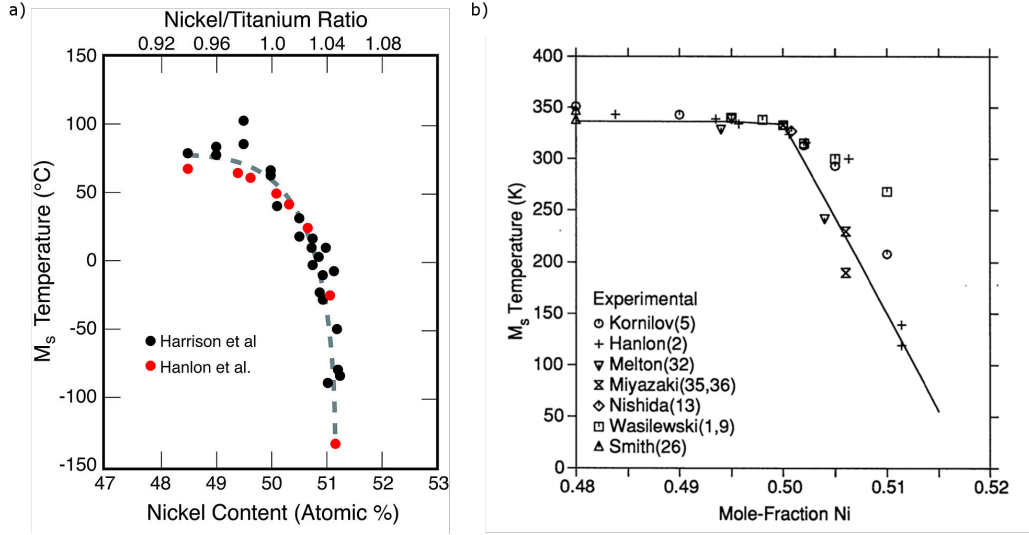 a)
Nickel/Titanium Ratio
0.92 0.96 1.0 1.04 1.08
150
100
50
0
-50
-100
-150
Mₛ Temperature (°C)
Harrison et al
Hanlon et al.
47 48 49 50 51 52 53
Nickel Content (Atomic %)
b)
400
350
300
250
200
150
100
50
0
Mₛ Temperature (K)
Experimental
Kornilov(5)
Hanlon(2)
Melton(32)
Miyazaki(35,36)
Nishida(13)
Wasilewski(1,9)
Smith(26)
0.48 0.49 0.50 0.51 0.52
Mole-Fraction Ni